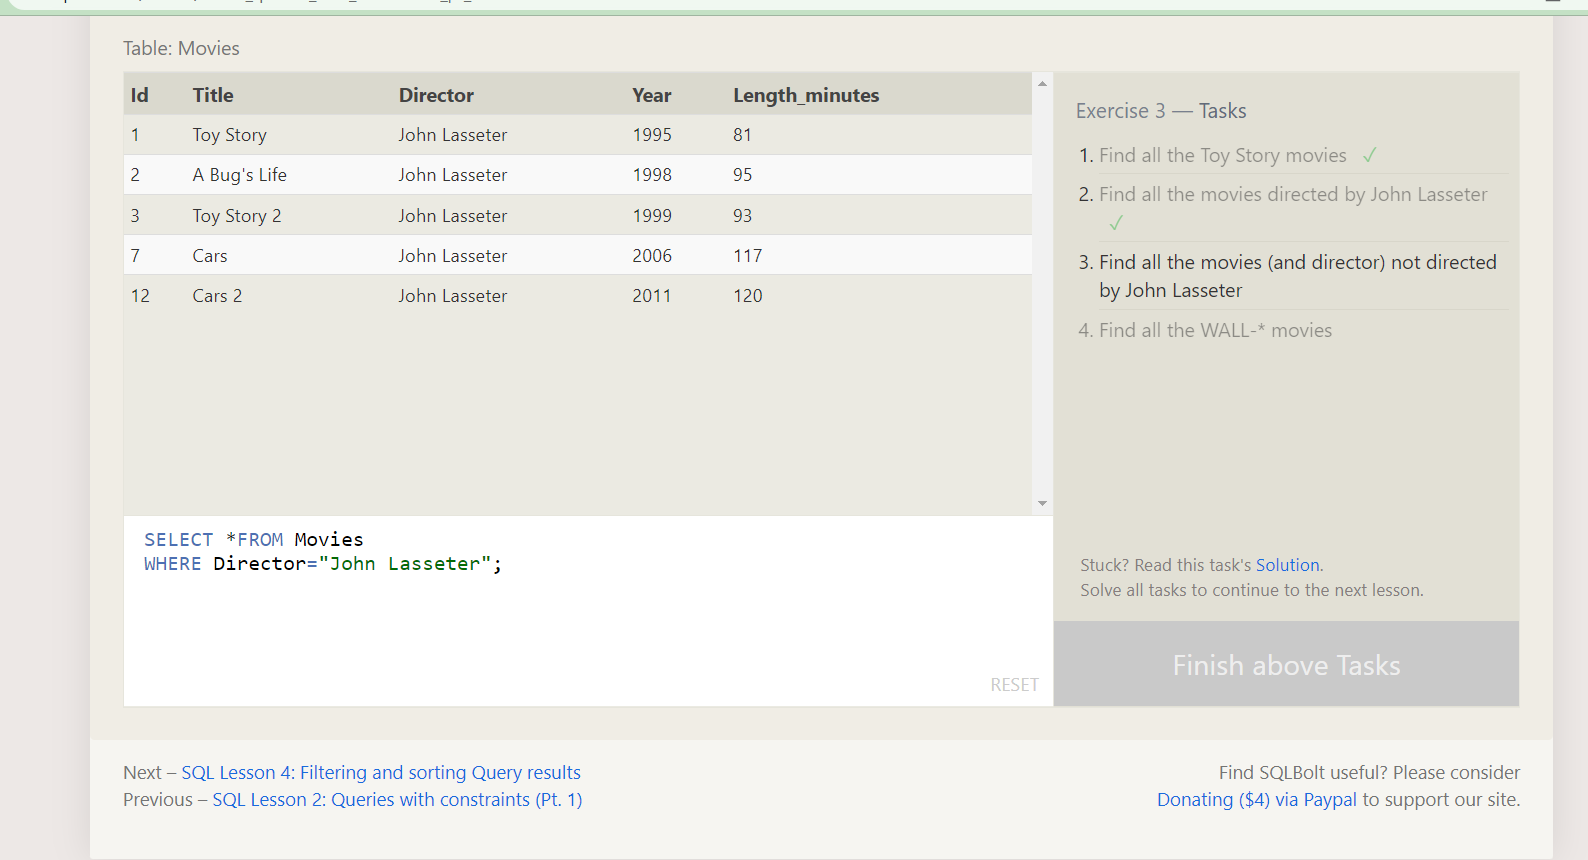 Table: Movies
Id Title Director Year Length_minutes
1 Toy Story John Lasseter 1995 81
2 A Bug's Life John Lasseter 1998 95
3 Toy Story 2 John Lasseter 1999 93
7 Cars John Lasseter 2006 117
12 Cars 2 John Lasseter 2011 120
SELECT *FROM Movies
WHERE Director="John Lasseter";
RESET
Exercise 3 — Tasks
1. Find all the Toy Story movies ✓
2. Find all the movies directed by John Lasseter
✓
3. Find all the movies (and director) not directed
by John Lasseter
4. Find all the WALL-* movies
Stuck? Read this task's Solution.
Solve all tasks to continue to the next lesson.
Finish above Tasks
Next – SQL Lesson 4: Filtering and sorting Query results
Previous – SQL Lesson 2: Queries with constraints (Pt. 1)
Find SQLBolt useful? Please consider
Donating ($4) via Paypal to support our site.